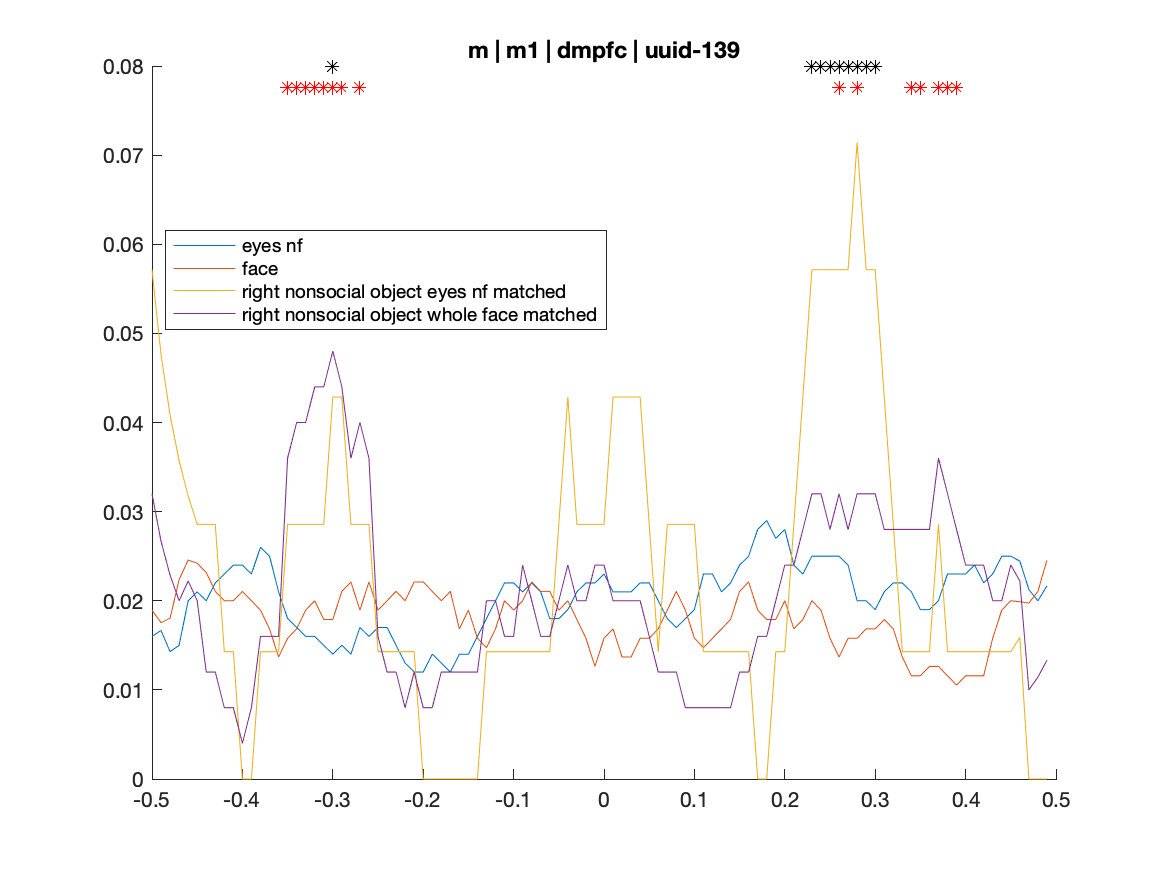 m | m1 | dmpfc | uuid-139
0.08
0.07
0.06
0.05
0.04
0.03
0.02
0.01
0
eyes nf
face
right nonsocial object eyes nf matched
right nonsocial object whole face matched
-0.5 -0.4 -0.3 -0.2 -0.1 0 0.1 0.2 0.3 0.4 0.5